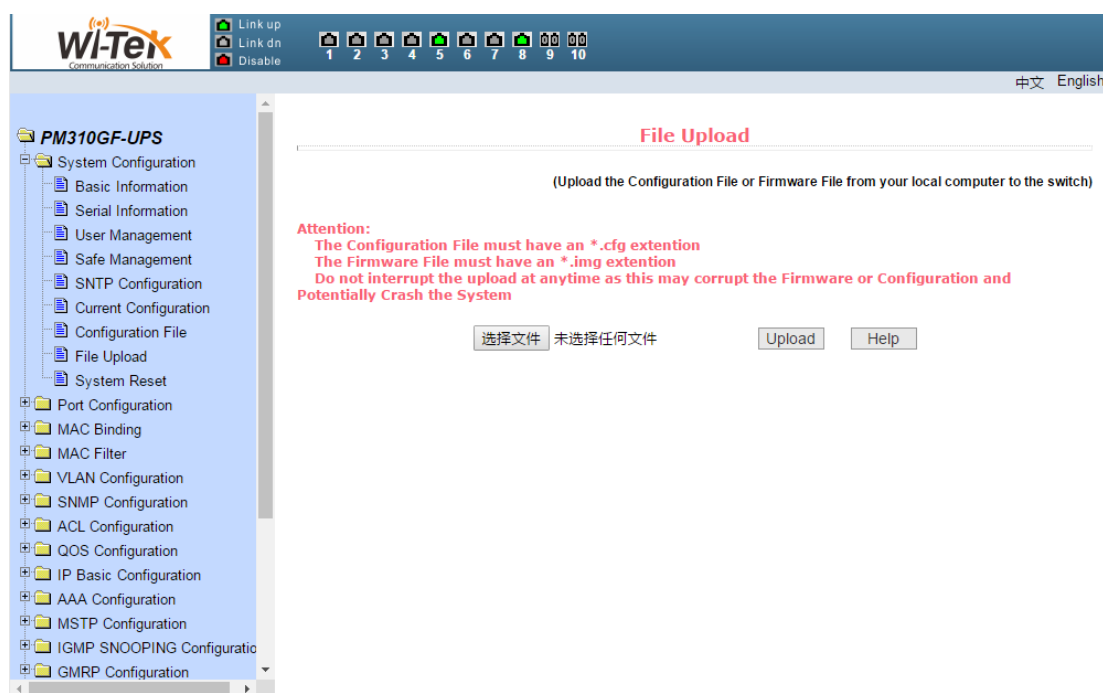 WI-TeK
Communication Solution
Link up
Link dn
Disable
1 2 3 4 5 6 7 8 9 10
中文 English
PM310GF-UPS
System Configuration
Basic Information
Serial Information
User Management
Safe Management
SNTP Configuration
Current Configuration
Configuration File
File Upload
System Reset
Port Configuration
MAC Binding
MAC Filter
VLAN Configuration
SNMP Configuration
ACL Configuration
QOS Configuration
IP Basic Configuration
AAA Configuration
MSTP Configuration
IGMP SNOOPING Configuratio
GMRP Configuration
File Upload
(Upload the Configuration File or Firmware File from your local computer to the switch)
Attention:
The Configuration File must have an *.cfg extention
The Firmware File must have an *.img extention
Do not interrupt the upload at anytime as this may corrupt the Firmware or Configuration and
Potentially Crash the System
选择文件 未选择任何文件 Upload Help